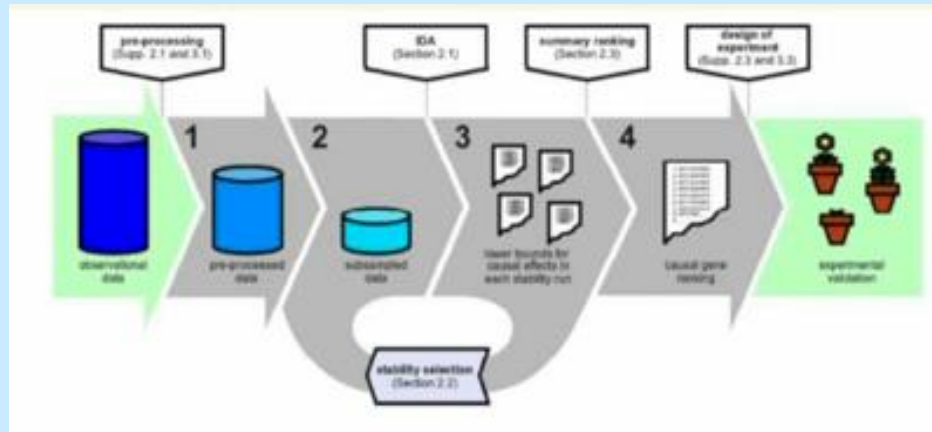 pre-processing
(Supp. 2.1 and 3.1)
IDA
(Section 2.1)
summary ranking
(Section 2.3)
design of
experiment
(Supp. 2.3 and 3.3)
1
2
3
4
observational
data
pre-processed
data
subsampled
data
lower bounds for
causal effects in
each stability run
causal gene
ranking
experimental
validation
stability selection
(Section 2.2)